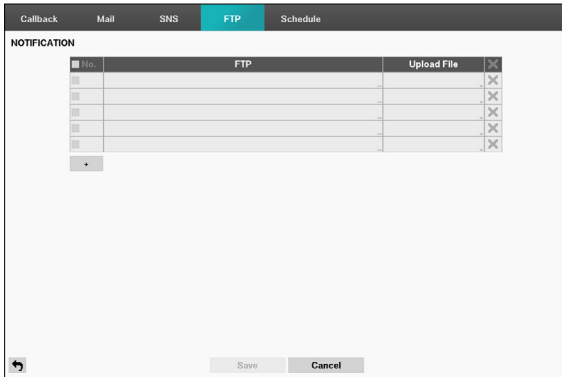 Callback Mail SNS FTP Schedule
NOTIFICATION
No. FTP Upload File
+
Save Cancel